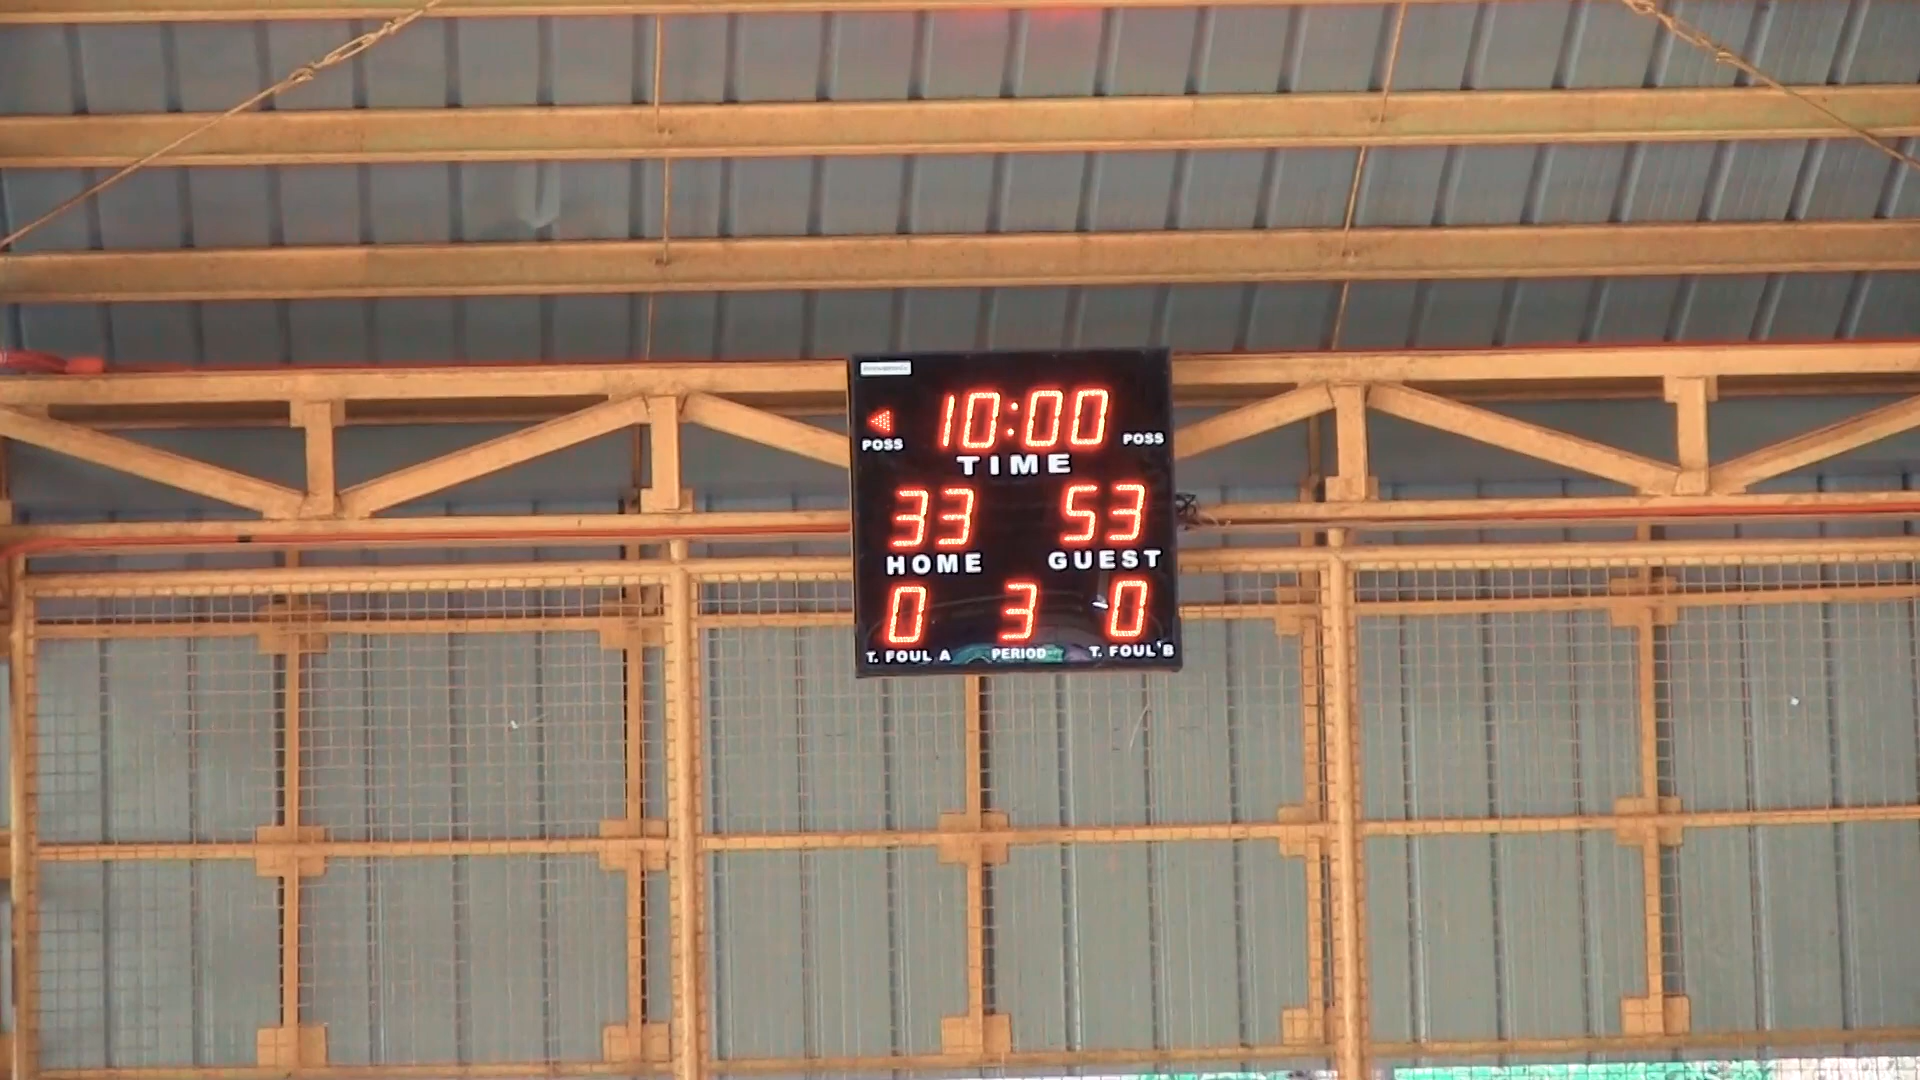 10:00
POSS POSS
TIME
33 53
HOME GUEST
0 3 0
T. FOUL A PERIOD T. FOUL B